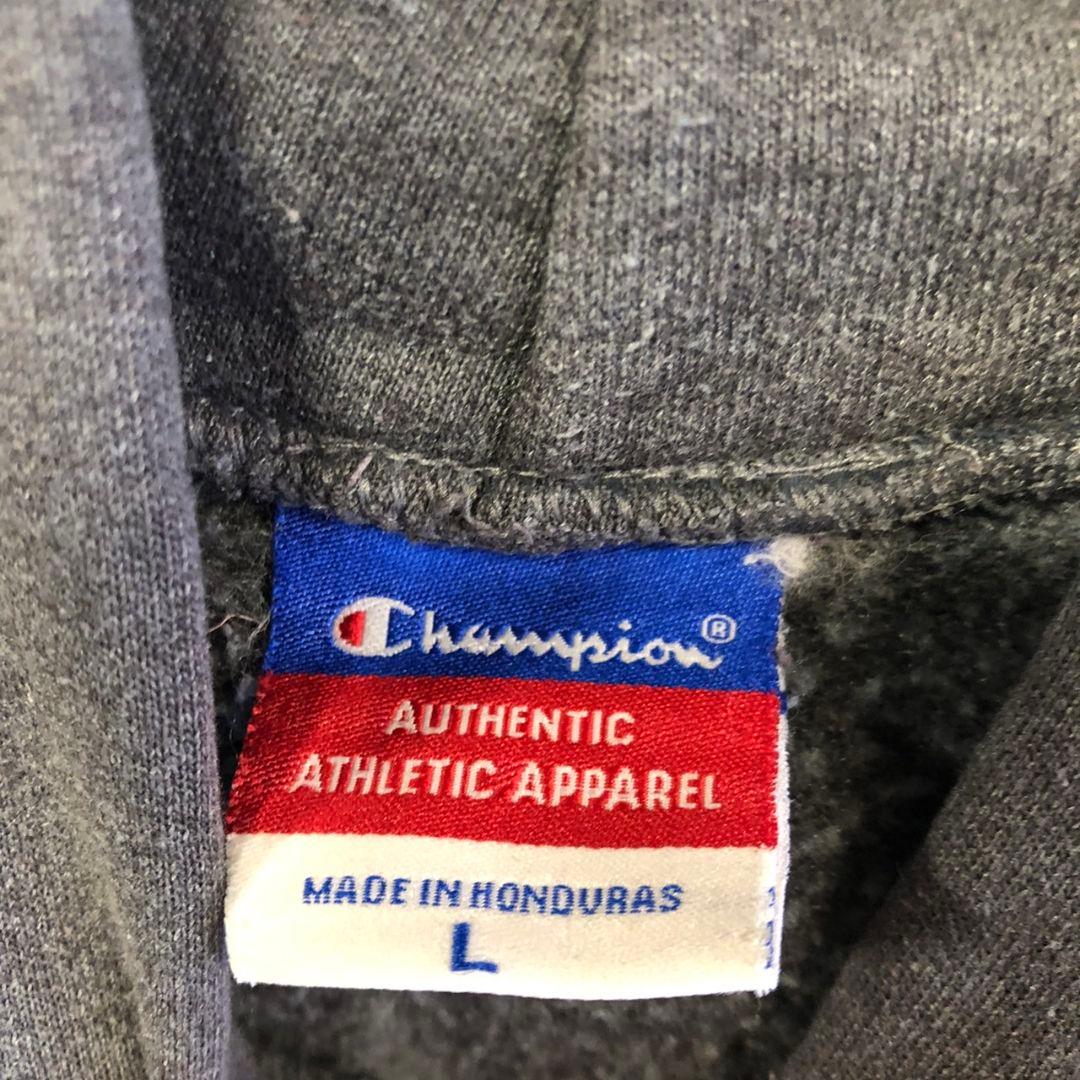 Champion®
AUTHENTIC
ATHLETIC APPAREL
MADE IN HONDURAS
L